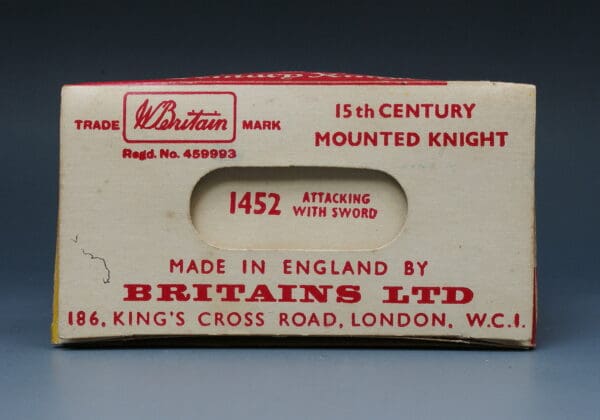 TRADE W.Britain MARK
Regd. No. 459993
15th CENTURY
MOUNTED KNIGHT
1452 ATTACKING
WITH SWORD
MADE IN ENGLAND BY
BRITAINS LTD
186, KING'S CROSS ROAD, LONDON. W.C.1.